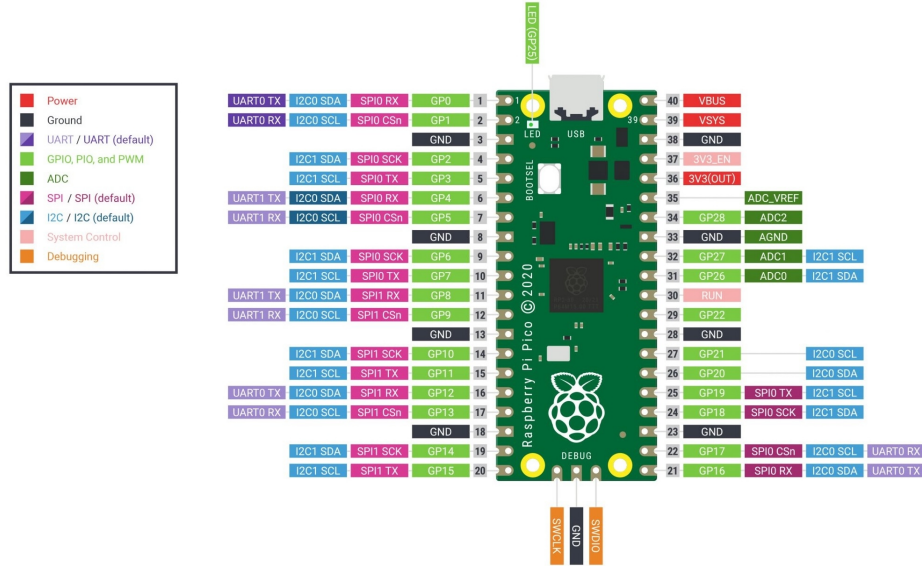 LED (GP25)
Power
Ground
UART / UART (default)
GPIO, PIO, and PWM
ADC
SPI / SPI (default)
I2C / I2C (default)
System Control
Debugging
UART0 TX I2C0 SDA SPI0 RX GP0 1
UART0 RX I2C0 SCL SPI0 CSn GP1 2
GND 3
I2C1 SDA SPI0 SCK GP2 4
I2C1 SCL SPI0 TX GP3 5
UART1 TX I2C0 SDA SPI0 RX GP4 6
UART1 RX I2C0 SCL SPI0 CSn GP5 7
GND 8
I2C1 SDA SPI0 SCK GP6 9
I2C1 SCL SPI0 TX GP7 10
UART1 TX I2C0 SDA SPI1 RX GP8 11
UART1 RX I2C0 SCL SPI1 CSn GP9 12
GND 13
I2C1 SDA SPI1 SCK GP10 14
I2C1 SCL SPI1 TX GP11 15
UART0 TX I2C0 SDA SPI1 RX GP12 16
UART0 RX I2C0 SCL SPI1 CSn GP13 17
GND 18
I2C1 SDA SPI1 SCK GP14 19
I2C1 SCL SPI1 TX GP15 20
1
2
39
LED
USB
BOOTSEL
Raspberry Pi Pico © 2020
DEBUG
40 VBUS
39 VSYS
38 GND
37 3V3_EN
36 3V3(OUT)
35 ADC_VREF
34 GP28 ADC2
33 GND AGND
32 GP27 ADC1 I2C1 SCL
31 GP26 ADC0 I2C1 SDA
30 RUN
29 GP22
28 GND
27 GP21 I2C0 SCL
26 GP20 I2C0 SDA
25 GP19 SPI0 TX I2C1 SCL
24 GP18 SPI0 SCK I2C1 SDA
23 GND
22 GP17 SPI0 CSn I2C0 SCL UART0 RX
21 GP16 SPI0 RX I2C0 SDA UART0 TX
SWCLK
GND
SWDIO